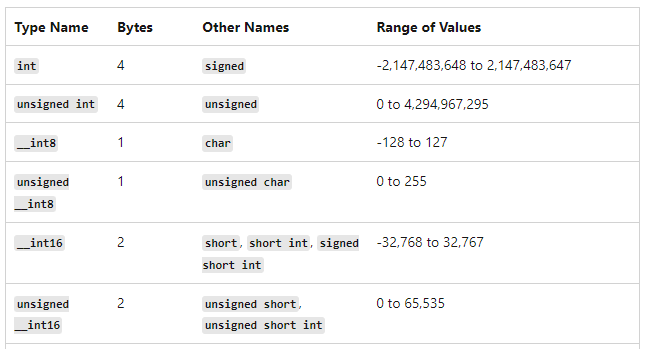 Type Name Bytes Other Names Range of Values
int 4 signed -2,147,483,648 to 2,147,483,647
unsigned int 4 unsigned 0 to 4,294,967,295
__int8 1 char -128 to 127
unsigned 1 unsigned char 0 to 255
__int8
__int16 2 short, short int, signed -32,768 to 32,767
short int
unsigned 2 unsigned short, 0 to 65,535
__int16 unsigned short int